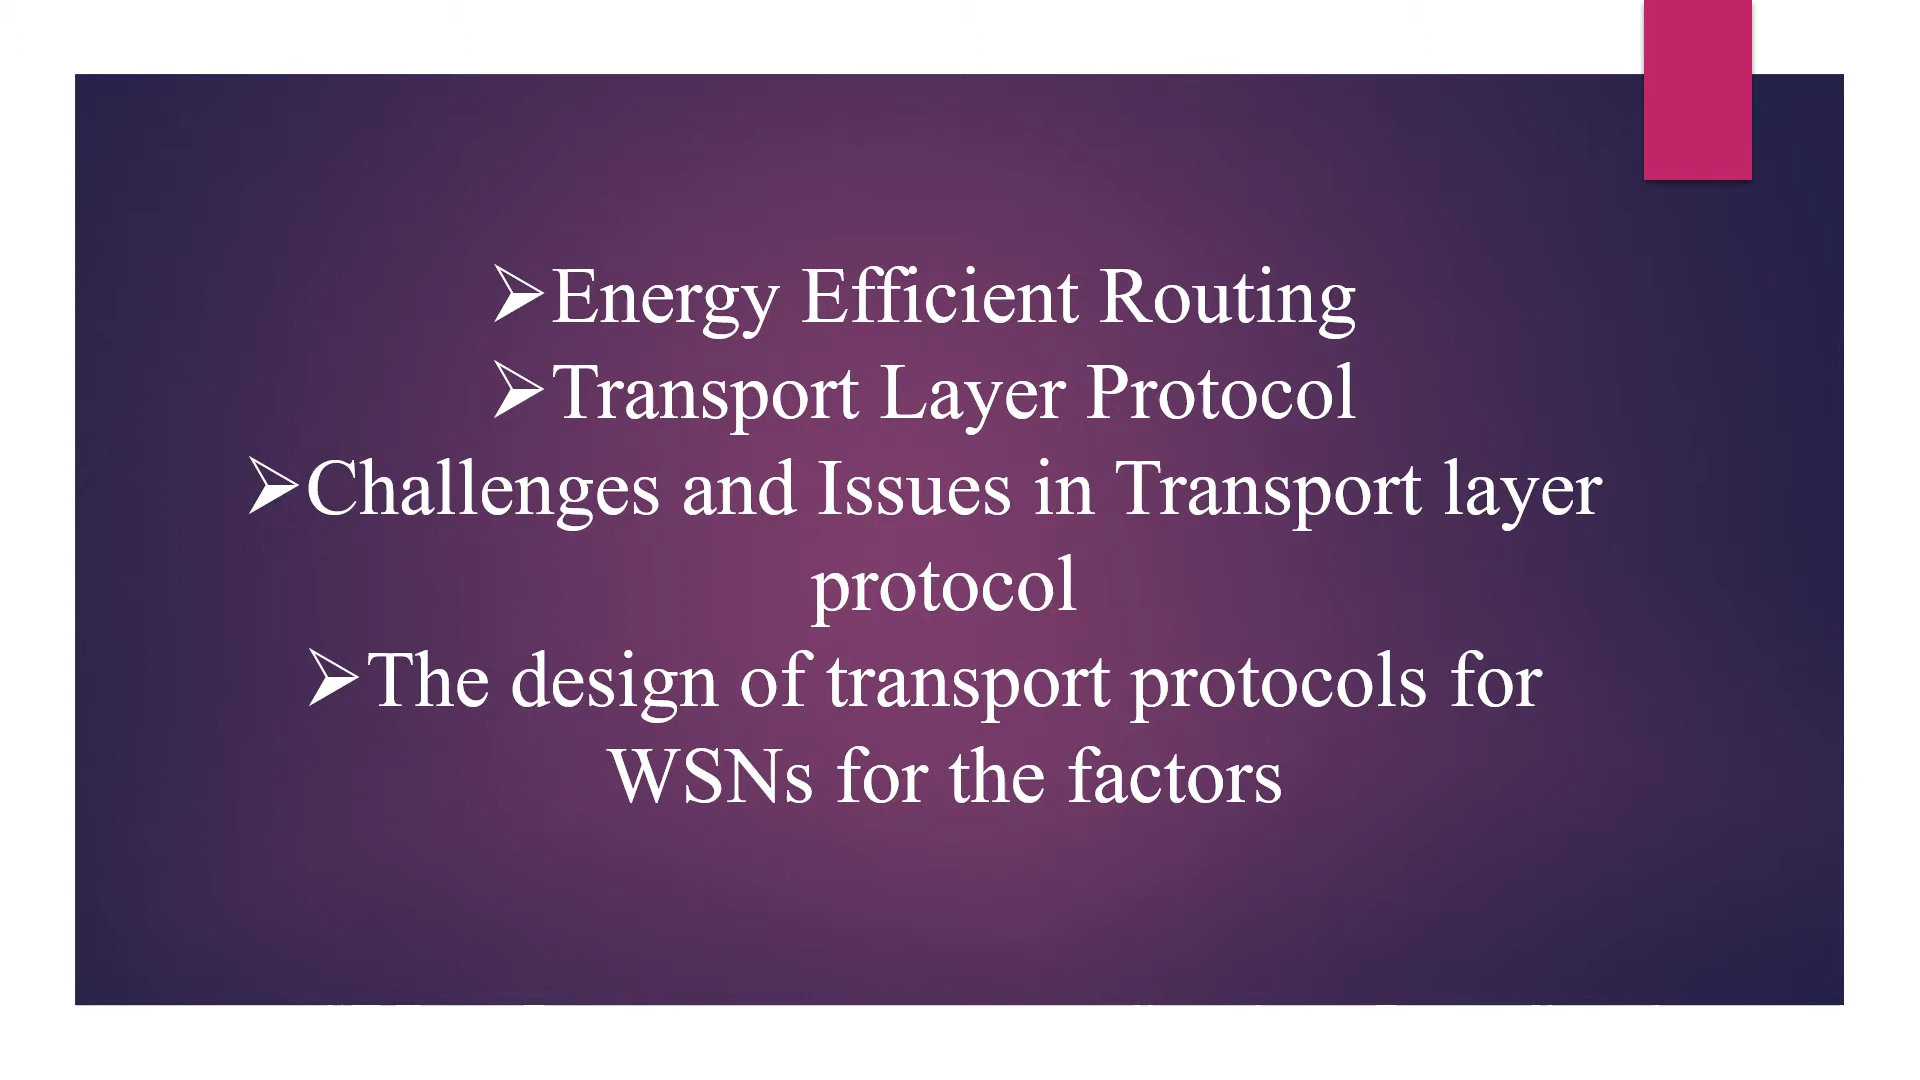 ➢Energy Efficient Routing
➢Transport Layer Protocol
➢Challenges and Issues in Transport layer
protocol
➢The design of transport protocols for
WSNs for the factors